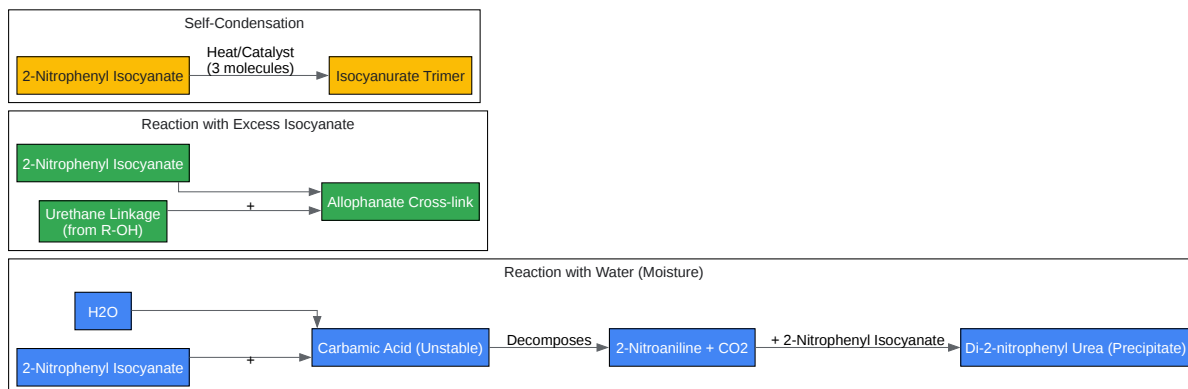 Self-Condensation
2-Nitrophenyl Isocyanate
Heat/Catalyst
(3 molecules)
Isocyanurate Trimer
Reaction with Excess Isocyanate
2-Nitrophenyl Isocyanate
Urethane Linkage
(from R-OH)
+
Allophanate Cross-link
Reaction with Water (Moisture)
H2O
2-Nitrophenyl Isocyanate
+
Carbamic Acid (Unstable)
Decomposes
2-Nitroaniline + CO2
+ 2-Nitrophenyl Isocyanate
Di-2-nitrophenyl Urea (Precipitate)